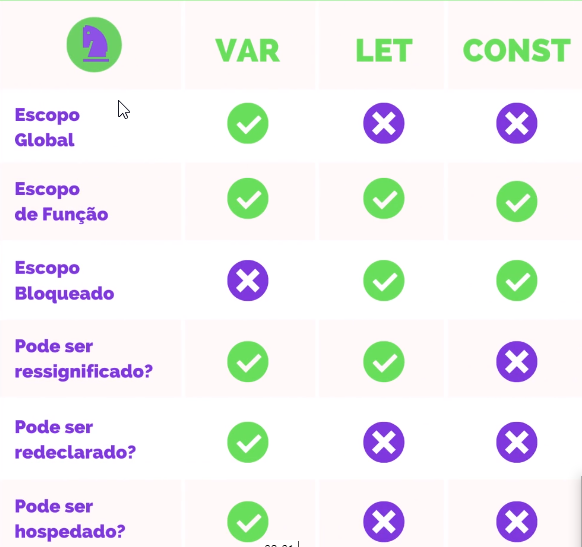 VAR LET CONST
Escopo
Global
Escopo
de Função
Escopo
Bloqueado
Pode ser
ressignificado?
Pode ser
redeclarado?
Pode ser
hospedado?